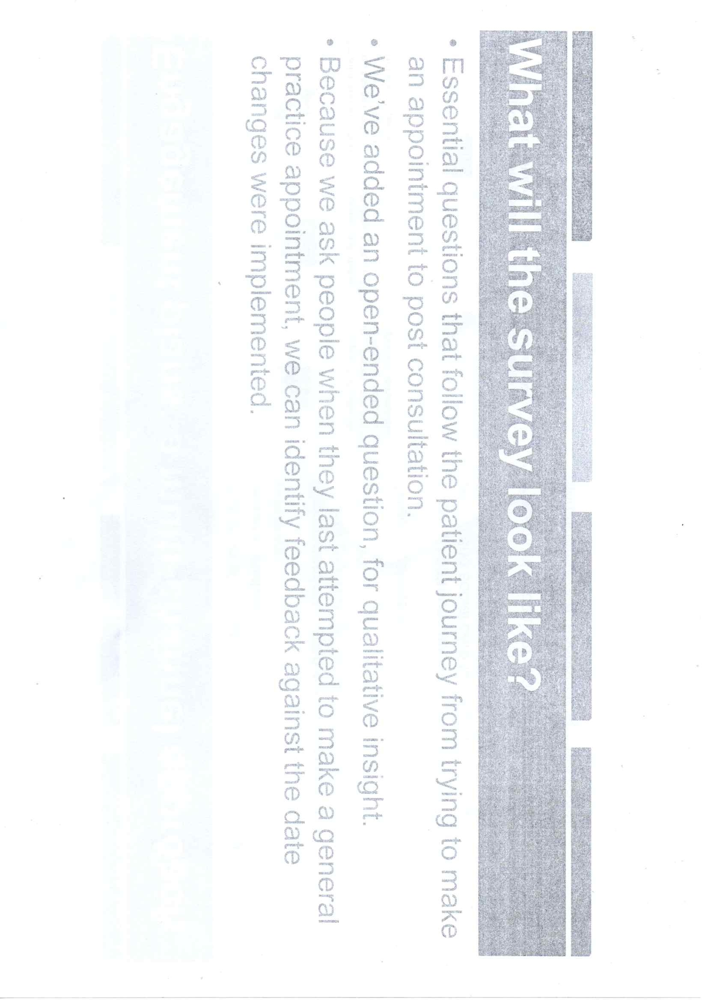 What will the survey look like?
• Essential questions that follow the patient journey from trying to make
an appointment to post consultation.
• We've added an open-ended question, for qualitative insight.
• Because we ask people when they last attempted to make a general
practice appointment, we can identify feedback against the date
changes were implemented.